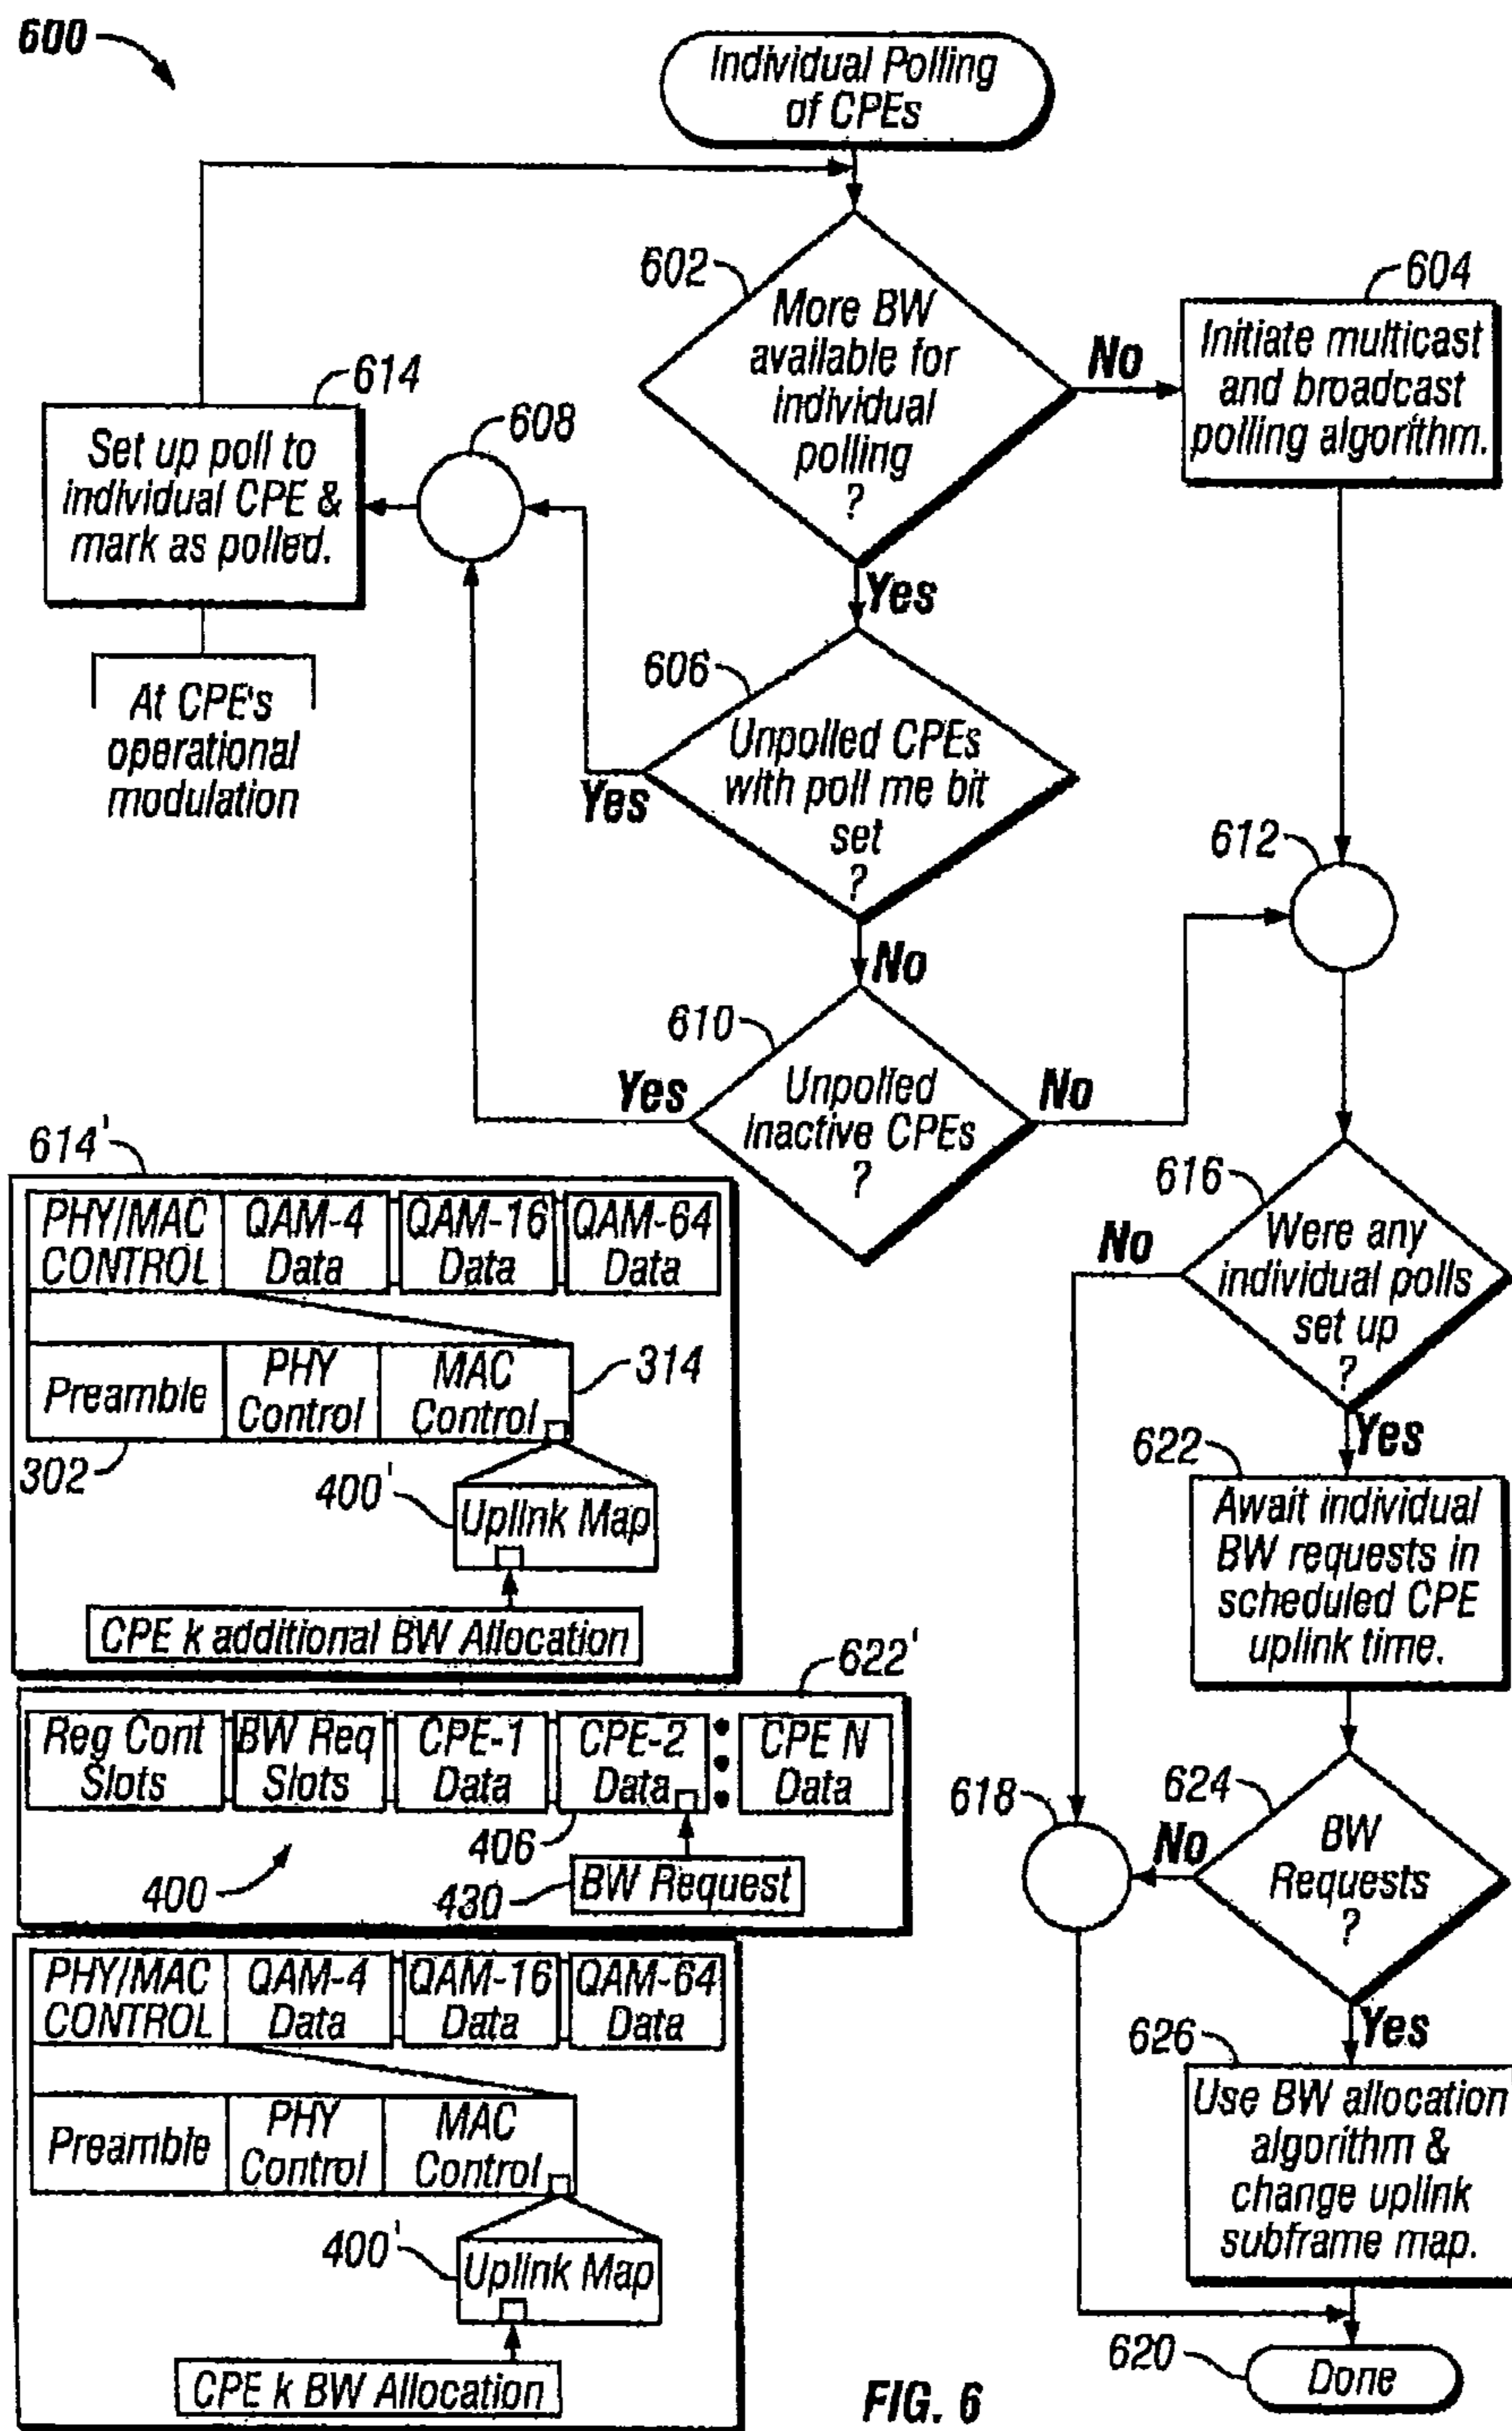 600
Individual Polling
of CPEs
602
More BW
available for
individual
polling
?
No
604
Initiate multicast
and broadcast
polling algorithm.
614
Set up poll to
individual CPE &
mark as polled.
608
At CPE's
operational
modulation
Yes
606
Unpolled CPEs
with poll me bit
set
?
Yes
No
612
610
Unpolled
inactive CPEs
?
Yes
No
616
Were any
individual polls
set up
?
No
Yes
622
Await individual
BW requests in
scheduled CPE
uplink time.
624
BW
Requests
?
No
618
Yes
626
Use BW allocation
algorithm &
change uplink
subframe map.
620
Done
614'
PHY/MAC
CONTROL
QAM-4
Data
QAM-16
Data
QAM-64
Data
Preamble
PHY
Control
MAC
Control
314
302
400'
Uplink Map
CPE k additional BW Allocation
622'
Reg Cont
Slots
BW Req
Slots
CPE-1
Data
CPE-2
Data
CPE N
Data
406
400
430
BW Request
PHY/MAC
CONTROL
QAM-4
Data
QAM-16
Data
QAM-64
Data
Preamble
PHY
Control
MAC
Control
400'
Uplink Map
CPE k BW Allocation
FIG. 6